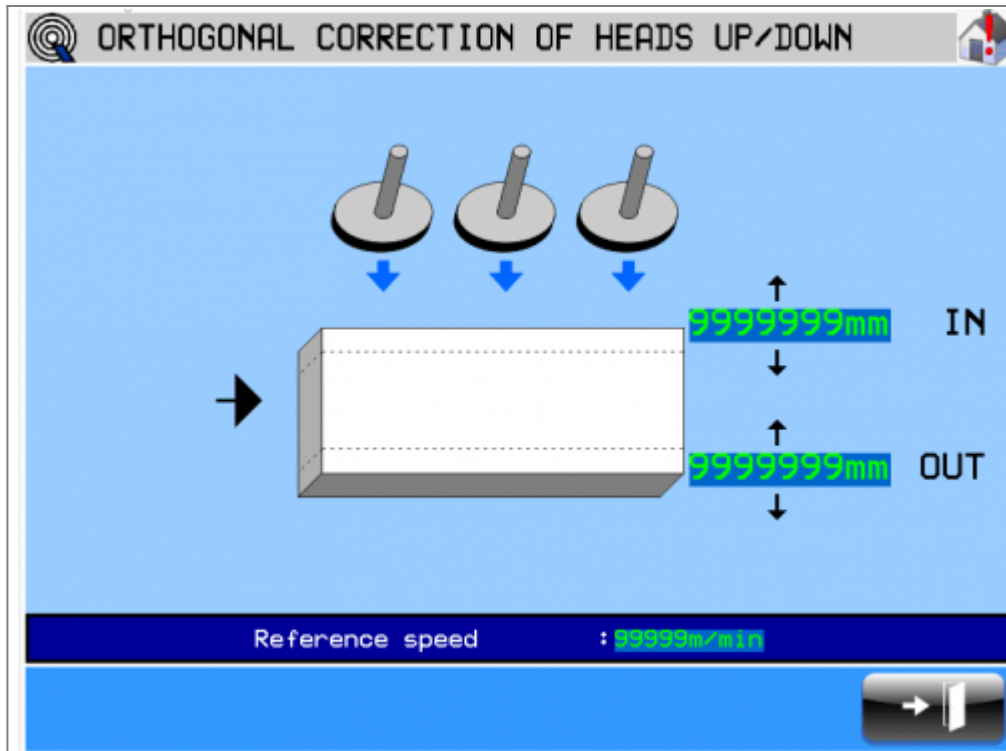 ORTHOGONAL CORRECTION OF HEADS UP/DOWN
9999999mm IN
9999999mm OUT
Reference speed :99999m/min